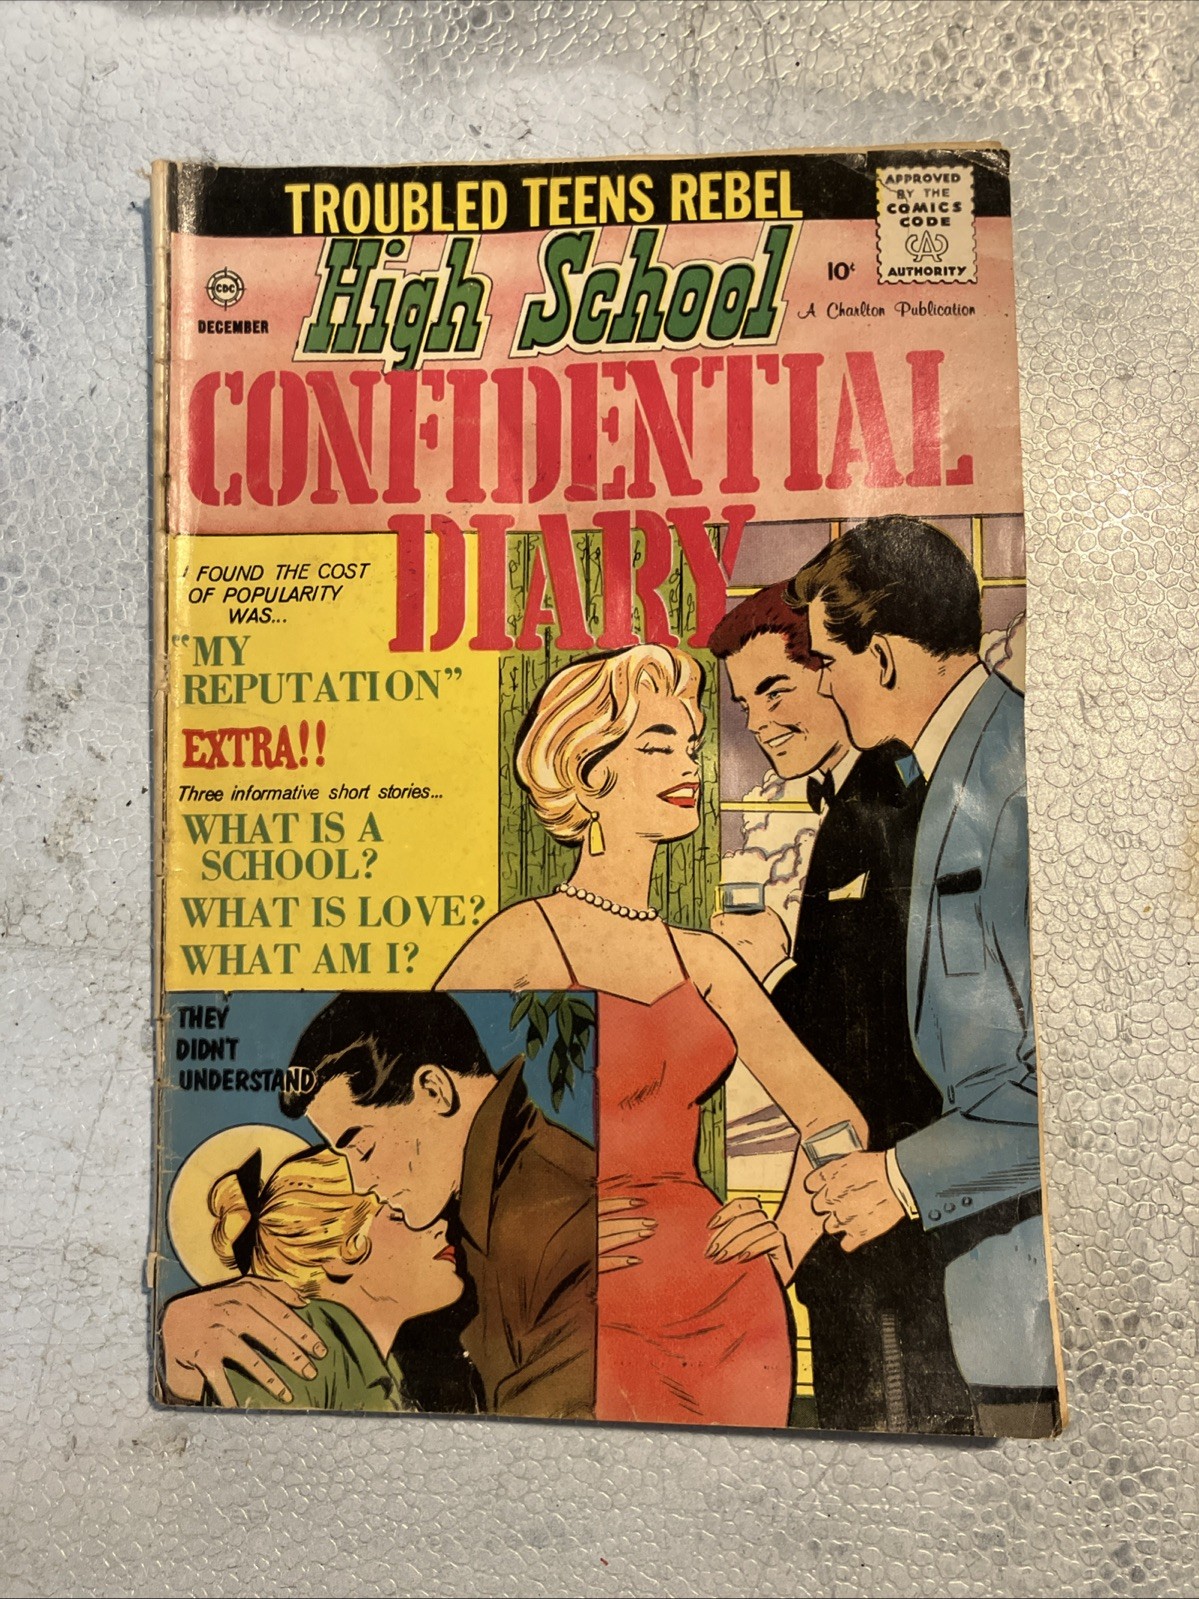 TROUBLED TEENS REBEL
APPROVED
BY THE
COMICS
CODE
CAC
AUTHORITY
High School
10¢
CDC
DECEMBER
A Charlton Publication
CONFIDENTIAL
DIARY
I FOUND THE COST
OF POPULARITY
WAS...
"MY
REPUTATION"
EXTRA!!
Three informative short stories...
WHAT IS A
SCHOOL?
WHAT IS LOVE?
WHAT AM I?
THEY
DIDN'T
UNDERSTAND